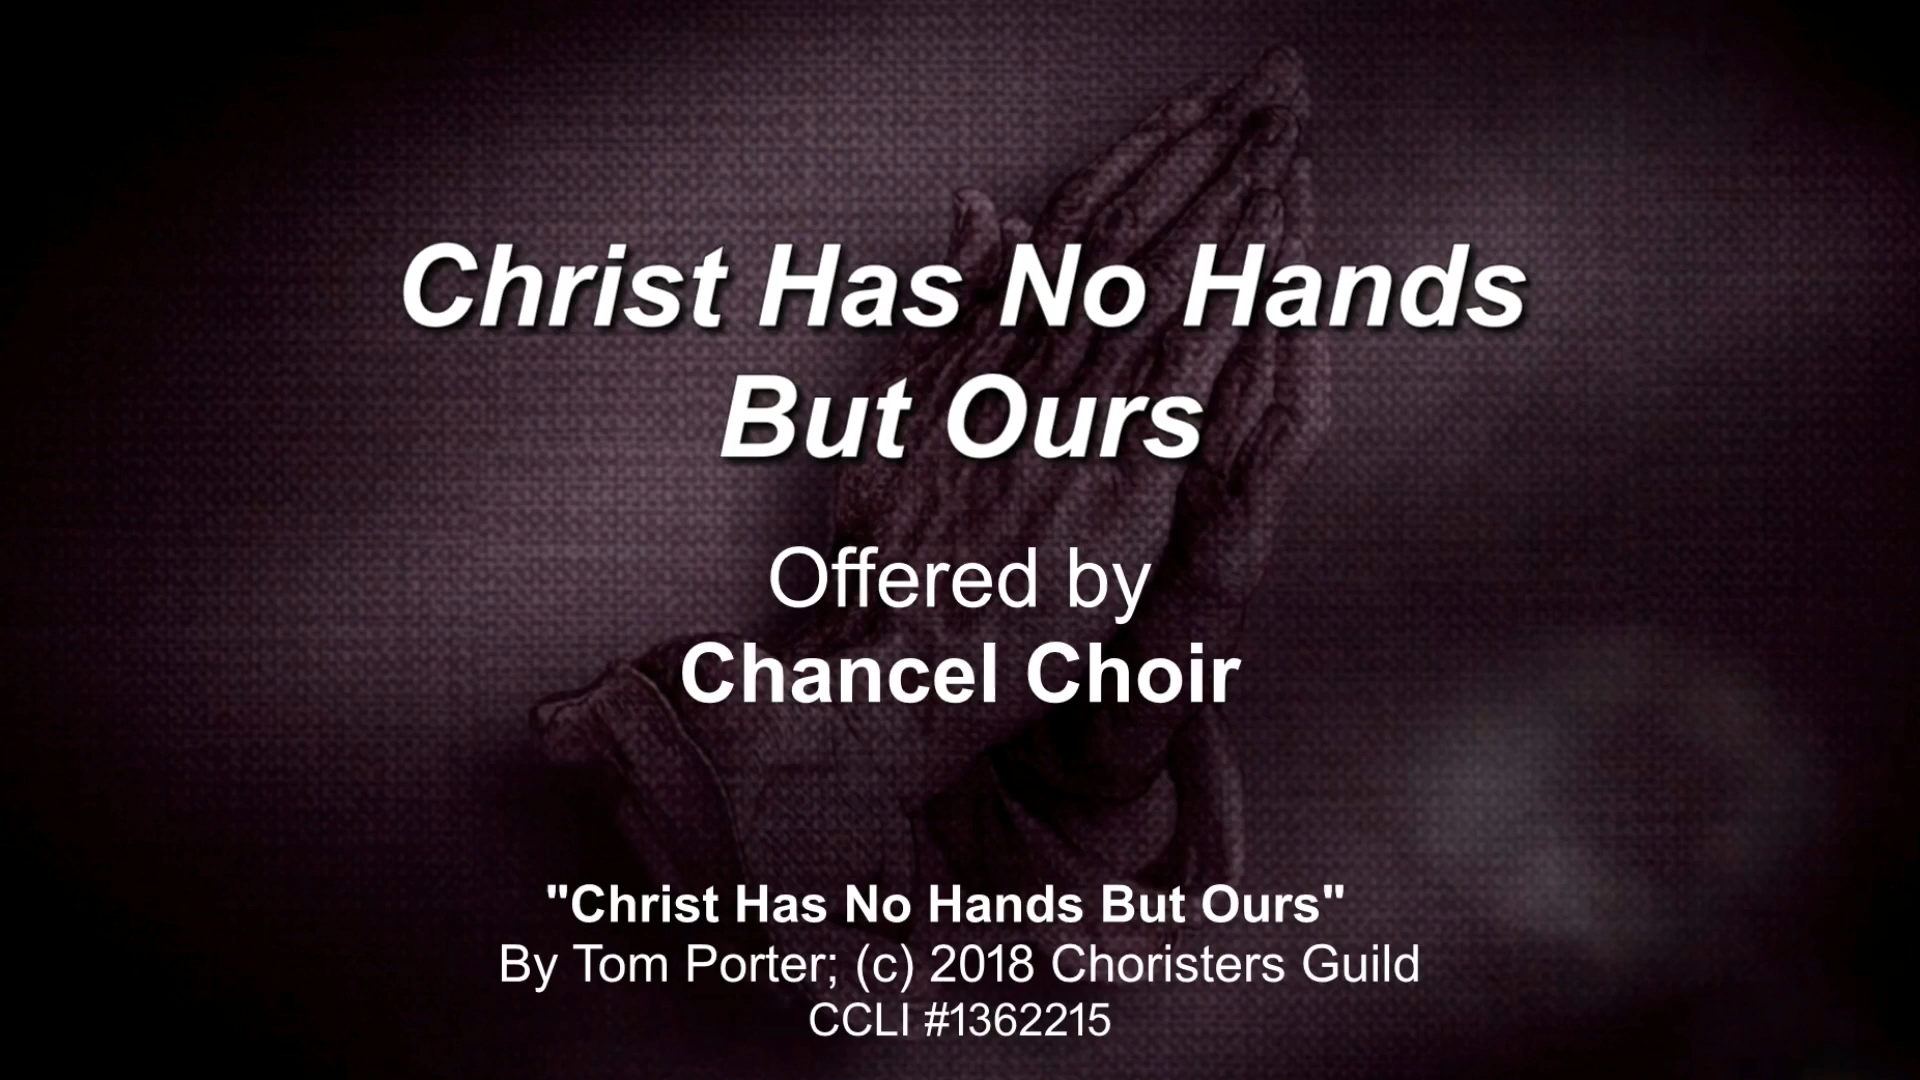 Christ Has No Hands
But Ours
Offered by
Chancel Choir
"Christ Has No Hands But Ours"
By Tom Porter; (c) 2018 Choristers Guild
CCLI #1362215